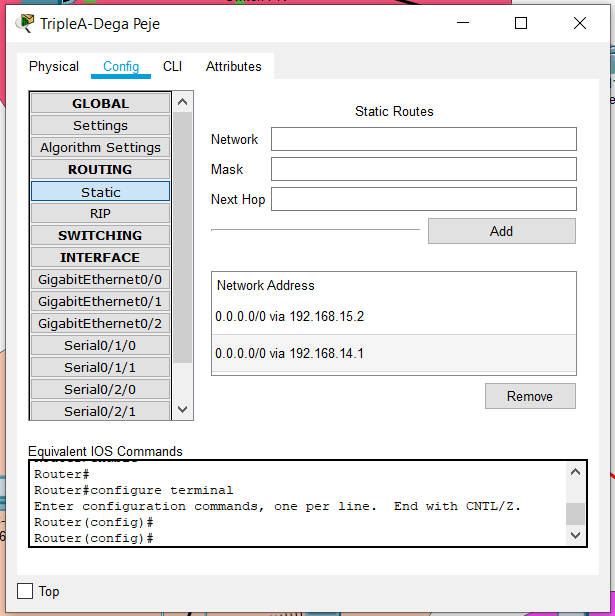 TripleA-Dega Peje
Physical Config CLI Attributes
GLOBAL
Settings
Algorithm Settings
ROUTING
Static
RIP
SWITCHING
INTERFACE
GigabitEthernet0/0
GigabitEthernet0/1
GigabitEthernet0/2
Serial0/1/0
Serial0/1/1
Serial0/2/0
Serial0/2/1
Static Routes
Network
Mask
Next Hop
Add
Network Address
0.0.0.0/0 via 192.168.15.2
0.0.0.0/0 via 192.168.14.1
Remove
Equivalent IOS Commands
Router#
Router#configure terminal
Enter configuration commands, one per line. End with CNTL/Z.
Router(config)#
Router(config)#
Top